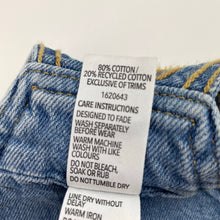 80% COTTON/
20% RECYCLED COTTON
EXCLUSIVE OF TRIMS
1620643
CARE INSTRUCTIONS
DESIGNED TO FADE
WASH SEPARATELY
BEFORE WEAR
WARM MACHINE
WASH WITH LIKE
COLOURS
DO NOT BLEACH,
SOAK OR RUB
DO NOT TUMBLE DRY
LINE DRY WITHOUT
DELAY
WARM IRON